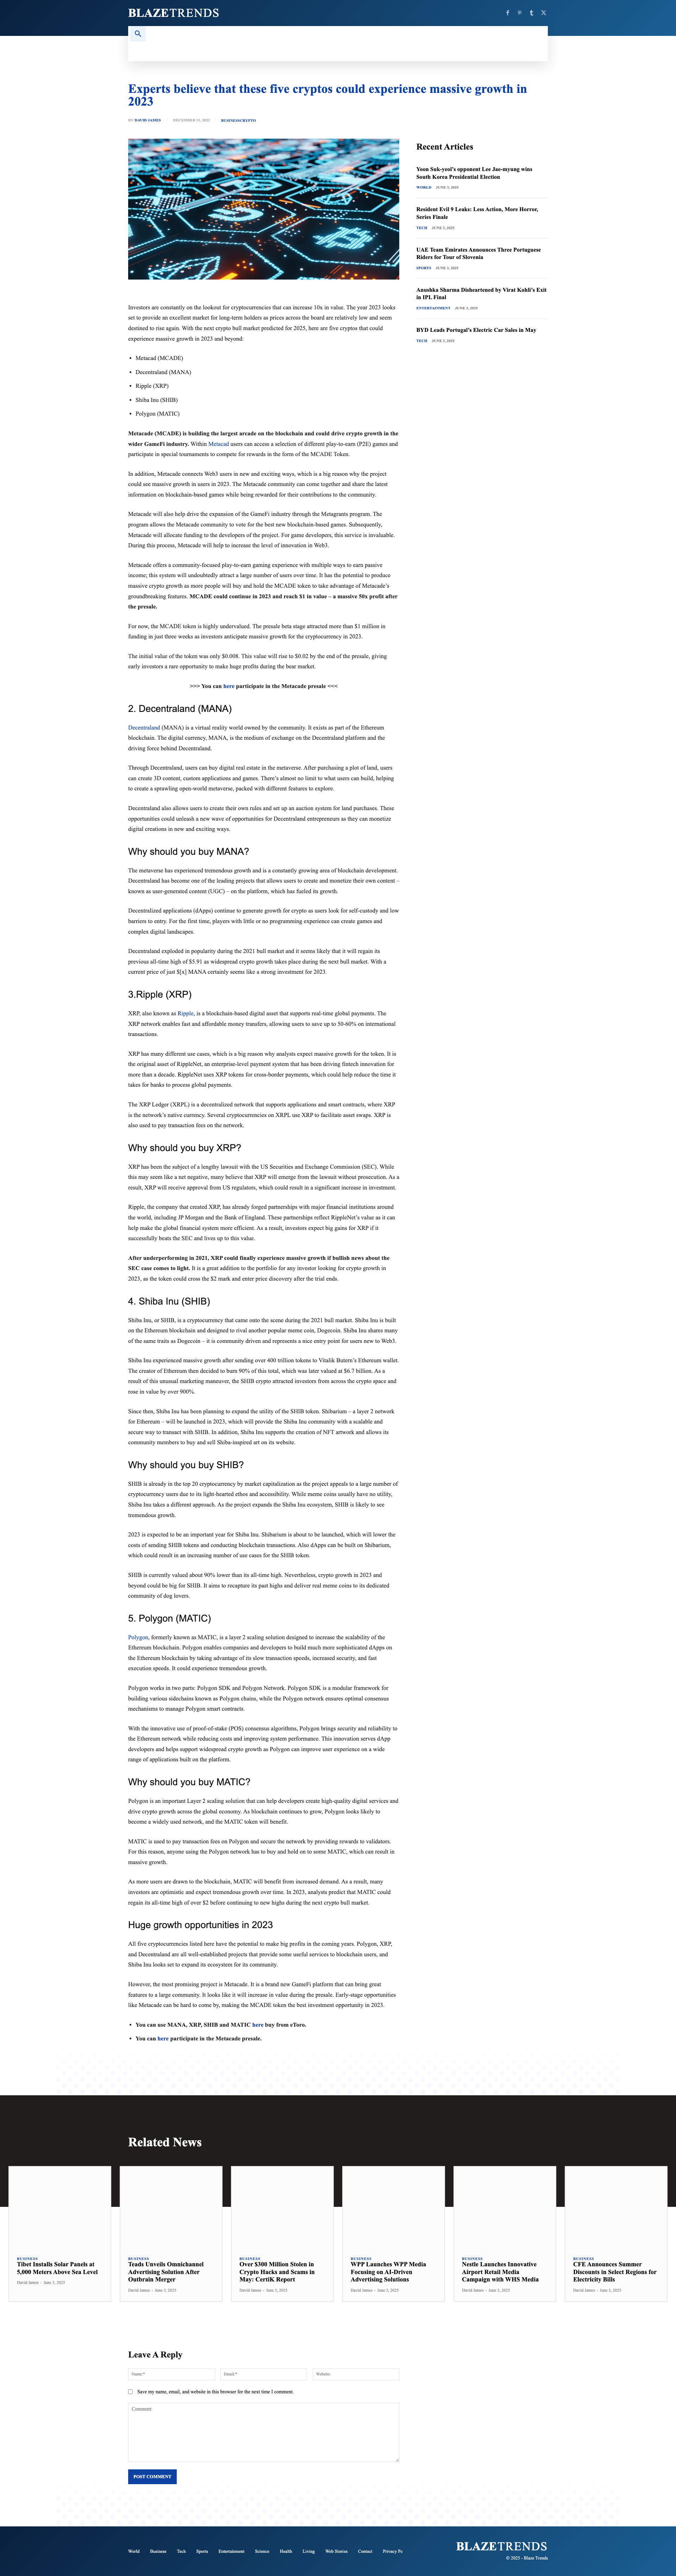 BLAZETRENDS
Experts believe that these five cryptos could experience massive growth in
2023
BY DAVID JAMES DECEMBER 31, 2022 BUSINESSCRYPTO
Investors are constantly on the lookout for cryptocurrencies that can increase 10x in value. The year 2023 looks
set to provide an excellent market for long-term holders as prices across the board are relatively low and seem
destined to rise again. With the next crypto bull market predicted for 2025, here are five cryptos that could
experience massive growth in 2023 and beyond:
• Metacad (MCADE)
• Decentraland (MANA)
• Ripple (XRP)
• Shiba Inu (SHIB)
• Polygon (MATIC)
Metacade (MCADE) is building the largest arcade on the blockchain and could drive crypto growth in the
wider GameFi industry. Within Metacad users can access a selection of different play-to-earn (P2E) games and
participate in special tournaments to compete for rewards in the form of the MCADE Token.
In addition, Metacade connects Web3 users in new and exciting ways, which is a big reason why the project
could see massive growth in users in 2023. The Metacade community can come together and share the latest
information on blockchain-based games while being rewarded for their contributions to the community.
Metacade will also help drive the expansion of the GameFi industry through the Metagrants program. The
program allows the Metacade community to vote for the best new blockchain-based games. Subsequently,
Metacade will allocate funding to the developers of the project. For game developers, this service is invaluable.
During this process, Metacade will help to increase the level of innovation in Web3.
Metacade offers a community-focused play-to-earn gaming experience with multiple ways to earn passive
income; this system will undoubtedly attract a large number of users over time. It has the potential to produce
massive crypto growth as more people will buy and hold the MCADE token to take advantage of Metacade's
groundbreaking features. MCADE could continue in 2023 and reach $1 in value – a massive 50x profit after
the presale.
For now, the MCADE token is highly undervalued. The presale beta stage attracted more than $1 million in
funding in just three weeks as investors anticipate massive growth for the cryptocurrency in 2023.
The initial value of the token was only $0.008. This value will rise to $0.02 by the end of the presale, giving
early investors a rare opportunity to make huge profits during the bear market.
>>> You can here participate in the Metacade presale <<<
2. Decentraland (MANA)
Decentraland (MANA) is a virtual reality world owned by the community. It exists as part of the Ethereum
blockchain. The digital currency, MANA, is the medium of exchange on the Decentraland platform and the
driving force behind Decentraland.
Through Decentraland, users can buy digital real estate in the metaverse. After purchasing a plot of land, users
can create 3D content, custom applications and games. There's almost no limit to what users can build, helping
to create a sprawling open-world metaverse, packed with different features to explore.
Decentraland also allows users to create their own rules and set up an auction system for land purchases. These
opportunities could unleash a new wave of opportunities for Decentraland entrepreneurs as they can monetize
digital creations in new and exciting ways.
Why should you buy MANA?
The metaverse has experienced tremendous growth and is a constantly growing area of blockchain development.
Decentraland has become one of the leading projects that allows users to create and monetize their own content –
known as user-generated content (UGC) – on the platform, which has fueled its growth.
Decentralized applications (dApps) continue to generate growth for crypto as users look for self-custody and low
barriers to entry. For the first time, players with little or no programming experience can create games and
complex digital landscapes.
Decentraland exploded in popularity during the 2021 bull market and it seems likely that it will regain its
previous all-time high of $5.91 as widespread crypto growth takes place during the next bull market. With a
current price of just $[x] MANA certainly seems like a strong investment for 2023.
3.Ripple (XRP)
XRP, also known as Ripple, is a blockchain-based digital asset that supports real-time global payments. The
XRP network enables fast and affordable money transfers, allowing users to save up to 50-60% on international
transactions.
XRP has many different use cases, which is a big reason why analysts expect massive growth for the token. It is
the original asset of RippleNet, an enterprise-level payment system that has been driving fintech innovation for
more than a decade. RippleNet uses XRP tokens for cross-border payments, which could help reduce the time it
takes for banks to process global payments.
The XRP Ledger (XRPL) is a decentralized network that supports applications and smart contracts, where XRP
is the network's native currency. Several cryptocurrencies on XRPL use XRP to facilitate asset swaps. XRP is
also used to pay transaction fees on the network.
Why should you buy XRP?
XRP has been the subject of a lengthy lawsuit with the US Securities and Exchange Commission (SEC). While
this may seem like a net negative, many believe that XRP will emerge from the lawsuit without prosecution. As a
result, XRP will receive approval from US regulators, which could result in a significant increase in investment.
Ripple, the company that created XRP, has already forged partnerships with major financial institutions around
the world, including JP Morgan and the Bank of England. These partnerships reflect RippleNet's value as it can
help make the global financial system more efficient. As a result, investors expect big gains for XRP if it
successfully beats the SEC and lives up to this value.
After underperforming in 2021, XRP could finally experience massive growth if bullish news about the
SEC case comes to light. It is a great addition to the portfolio for any investor looking for crypto growth in
2023, as the token could cross the $2 mark and enter price discovery after the trial ends.
4. Shiba Inu (SHIB)
Shiba Inu, or SHIB, is a cryptocurrency that came onto the scene during the 2021 bull market. Shiba Inu is built
on the Ethereum blockchain and designed to rival another popular meme coin, Dogecoin. Shiba Inu shares many
of the same traits as Dogecoin – it is community driven and represents a nice entry point for users new to Web3.
Shiba Inu experienced massive growth after sending over 400 trillion tokens to Vitalik Buterin's Ethereum wallet.
The creator of Ethereum then decided to burn 90% of this total, which was later valued at $6.7 billion. As a
result of this unusual marketing maneuver, the SHIB crypto attracted investors from across the crypto space and
rose in value by over 900%.
Since then, Shiba Inu has been planning to expand the utility of the SHIB token. Shibarium – a layer 2 network
for Ethereum – will be launched in 2023, which will provide the Shiba Inu community with a scalable and
secure way to transact with SHIB. In addition, Shiba Inu supports the creation of NFT artwork and allows its
community members to buy and sell Shiba-inspired art on its website.
Why should you buy SHIB?
SHIB is already in the top 20 cryptocurrency by market capitalization as the project appeals to a large number of
cryptocurrency users due to its light-hearted ethos and accessibility. While meme coins usually have no utility,
Shiba Inu takes a different approach. As the project expands the Shiba Inu ecosystem, SHIB is likely to see
tremendous growth.
2023 is expected to be an important year for Shiba Inu. Shibarium is about to be launched, which will lower the
costs of sending SHIB tokens and conducting blockchain transactions. Also dApps can be built on Shibarium,
which could result in an increasing number of use cases for the SHIB token.
SHIB is currently valued about 90% lower than its all-time high. Nevertheless, crypto growth in 2023 and
beyond could be big for SHIB. It aims to recapture its past highs and deliver real meme coins to its dedicated
community of dog lovers.
5. Polygon (MATIC)
Polygon, formerly known as MATIC, is a layer 2 scaling solution designed to increase the scalability of the
Ethereum blockchain. Polygon enables companies and developers to build much more sophisticated dApps on
the Ethereum blockchain by taking advantage of its slow transaction speeds, increased security, and fast
execution speeds. It could experience tremendous growth.
Polygon works in two parts: Polygon SDK and Polygon Network. Polygon SDK is a modular framework for
building various sidechains known as Polygon chains, while the Polygon network ensures optimal consensus
mechanisms to manage Polygon smart contracts.
With the innovative use of proof-of-stake (POS) consensus algorithms, Polygon brings security and reliability to
the Ethereum network while reducing costs and improving system performance. This innovation serves dApp
developers and helps support widespread crypto growth as Polygon can improve user experience on a wide
range of applications built on the platform.
Why should you buy MATIC?
Polygon is an important Layer 2 scaling solution that can help developers create high-quality digital services and
drive crypto growth across the global economy. As blockchain continues to grow, Polygon looks likely to
become a widely used network, and the MATIC token will benefit.
MATIC is used to pay transaction fees on Polygon and secure the network by providing rewards to validators.
For this reason, anyone using the Polygon network has to buy and hold on to some MATIC, which can result in
massive growth.
As more users are drawn to the blockchain, MATIC will benefit from increased demand. As a result, many
investors are optimistic and expect tremendous growth over time. In 2023, analysts predict that MATIC could
regain its all-time high of over $2 before continuing to new highs during the next crypto bull market.
Huge growth opportunities in 2023
All five cryptocurrencies listed here have the potential to make big profits in the coming years. Polygon, XRP,
and Decentraland are all well-established projects that provide some useful services to blockchain users, and
Shiba Inu looks set to expand its ecosystem for its community.
However, the most promising project is Metacade. It is a brand new GameFi platform that can bring great
features to a large community. It looks like it will increase in value during the presale. Early-stage opportunities
like Metacade can be hard to come by, making the MCADE token the best investment opportunity in 2023.
• You can use MANA, XRP, SHIB and MATIC here buy from eToro.
• You can here participate in the Metacade presale.
Recent Articles
Yoon Suk-yeol's opponent Lee Jae-myung wins
South Korea Presidential Election
WORLD JUNE 3, 2025
Resident Evil 9 Leaks: Less Action, More Horror,
Series Finale
TECH JUNE 3, 2025
UAE Team Emirates Announces Three Portuguese
Riders for Tour of Slovenia
SPORTS JUNE 3, 2025
Anushka Sharma Disheartened by Virat Kohli's Exit
in IPL Final
ENTERTAINMENT JUNE 3, 2025
BYD Leads Portugal's Electric Car Sales in May
TECH JUNE 3, 2025
Related News
BUSINESS
Tibet Installs Solar Panels at
5,000 Meters Above Sea Level
David James - June 3, 2025
BUSINESS
Teads Unveils Omnichannel
Advertising Solution After
Outbrain Merger
David James - June 3, 2025
BUSINESS
Over $300 Million Stolen in
Crypto Hacks and Scams in
May: CertiK Report
David James - June 3, 2025
BUSINESS
WPP Launches WPP Media
Focusing on AI-Driven
Advertising Solutions
David James - June 3, 2025
BUSINESS
Nestle Launches Innovative
Airport Retail Media
Campaign with WHS Media
David James - June 3, 2025
BUSINESS
CFE Announces Summer
Discounts in Select Regions for
Electricity Bills
David James - June 3, 2025
Leave A Reply
Name:*
Email:*
Website:
Save my name, email, and website in this browser for the next time I comment.
Comment:
POST COMMENT
World Business Tech Sports Entertainment Science Health Living Web Stories Contact Privacy Po
BLAZETRENDS
© 2025 - Blaze Trends